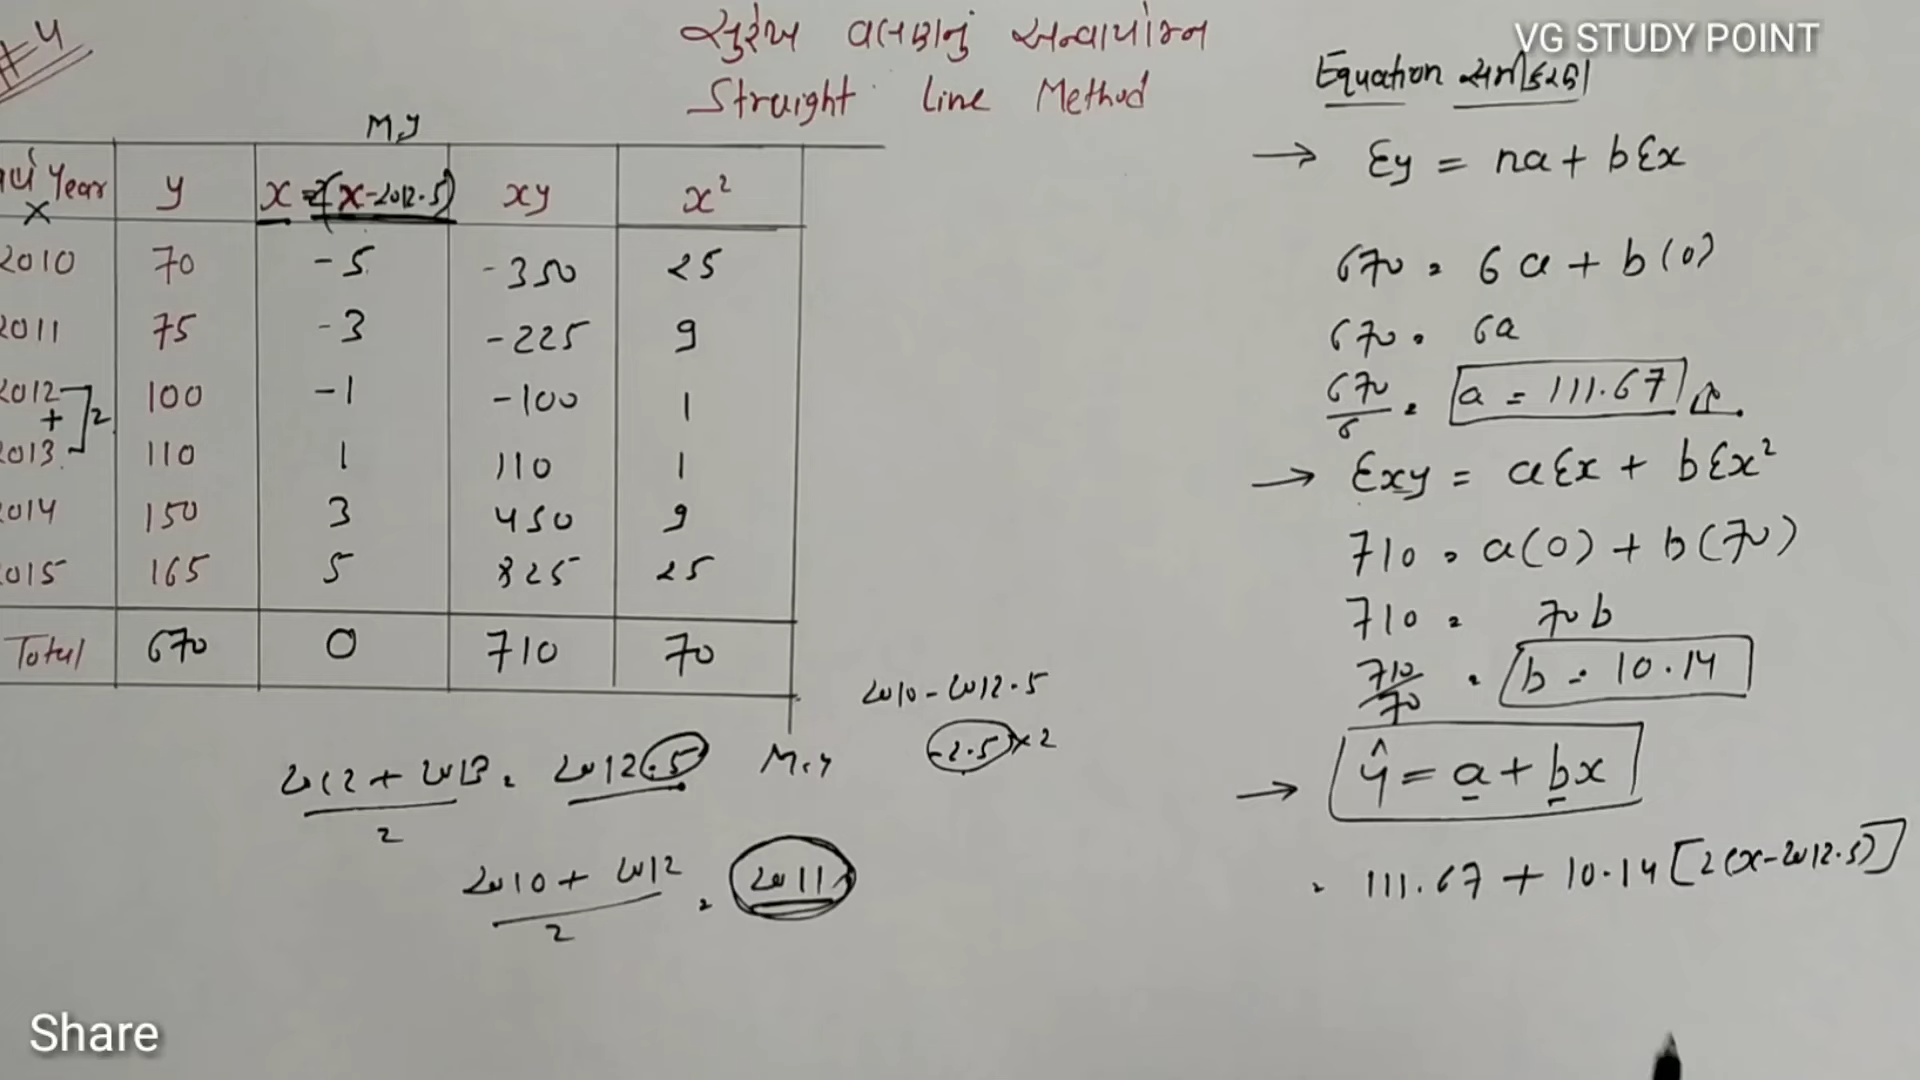 #4
સુરેખ વલણનું અન્વાયોજન
Straight Line Method
VG STUDY POINT
M.y
Year y x = 2(x-2012.5) xy x²
X
2010 70 -5 -350 25
2011 75 -3 -225 9
2012 100 -1 -100 1
+ ]2
2013 110 1 110 1
2014 150 3 450 9
2015 165 5 825 25
Total 670 0 710 70
2012 + 2013 = 2012.5 M.y
2
2010 + 2012 = 2011
2
2010 - 2012.5
-2.5 × 2
Equation સમીકરણ
→ Σy = na + bΣx
670 = 6a + b(0)
670 = 6a
670/6 = a = 111.67
→ Σxy = aΣx + bΣx²
710 = a(0) + b(70)
710 = 70b
710/70 = b = 10.14
→ ŷ = a + bx
= 111.67 + 10.14 [2(x-2012.5)]
Share